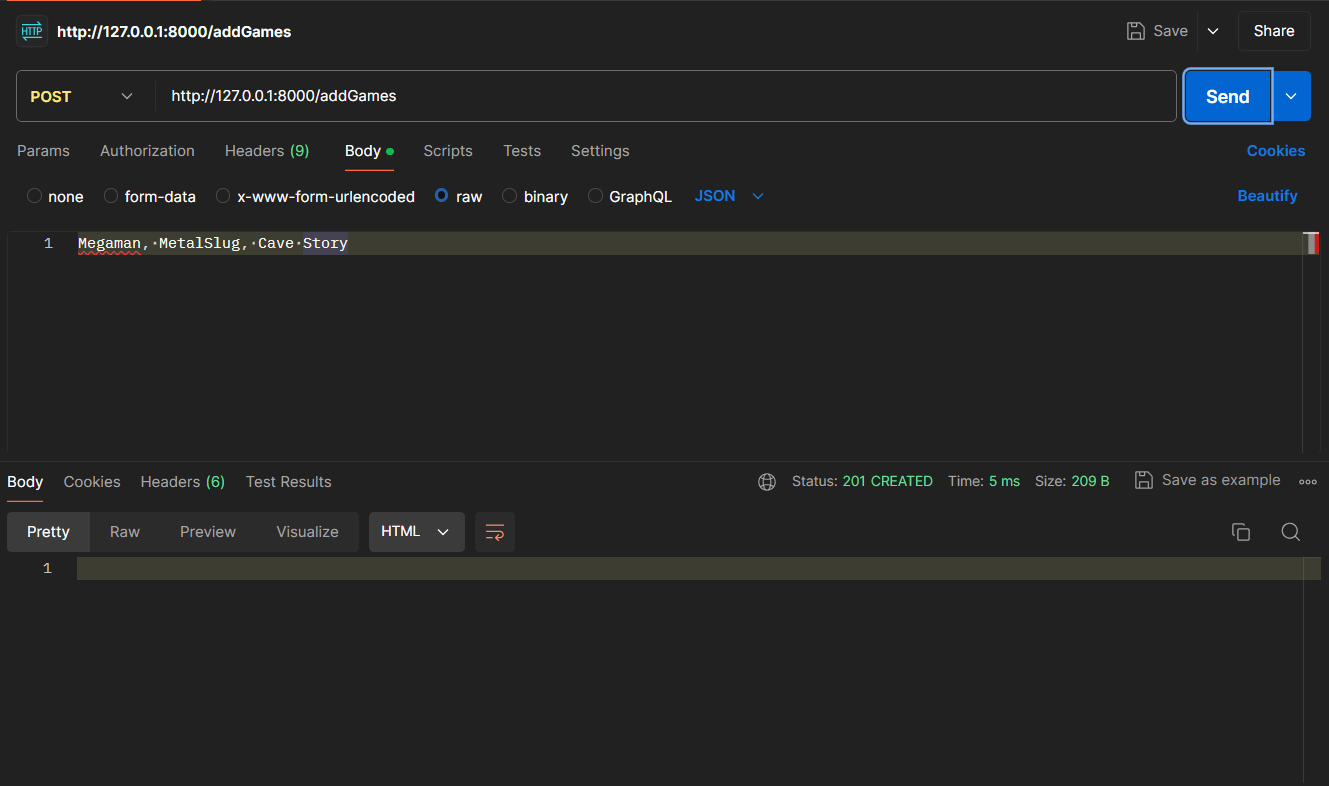 HTTP http://127.0.0.1:8000/addGames Save Share
POST http://127.0.0.1:8000/addGames Send
Params Authorization Headers (9) Body Scripts Tests Settings Cookies
none form-data x-www-form-urlencoded raw binary GraphQL JSON Beautify
1 Megaman,·MetalSlug,·Cave·Story
Body Cookies Headers (6) Test Results Status: 201 CREATED Time: 5 ms Size: 209 B Save as example
Pretty Raw Preview Visualize HTML
1